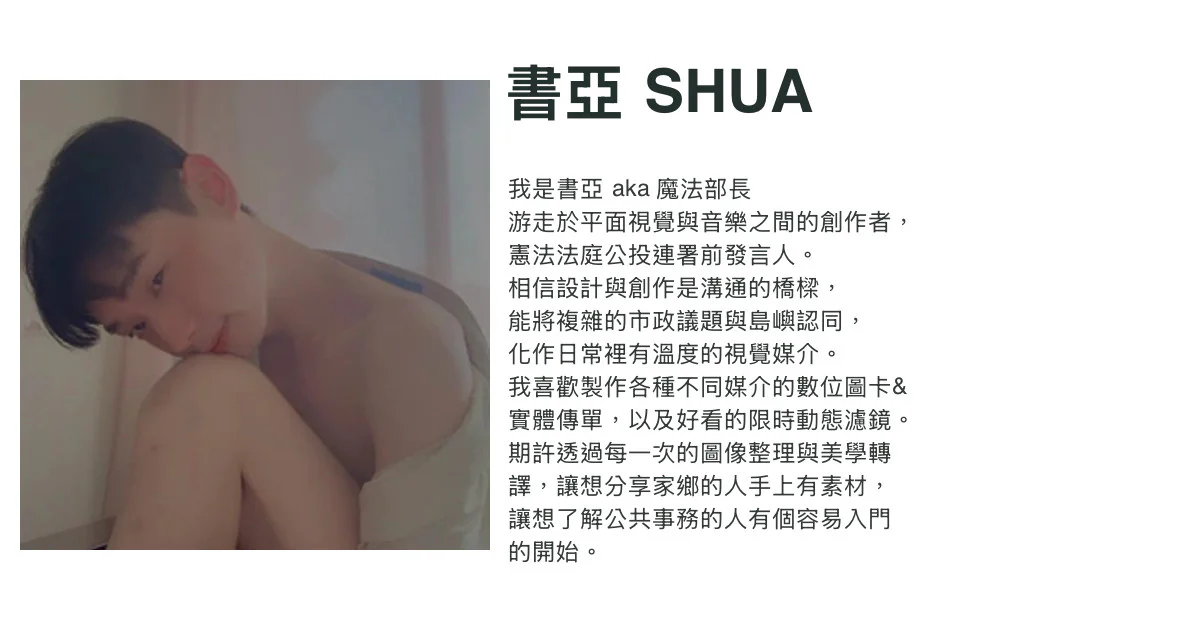 書亞 SHUA
我是書亞 aka 魔法部長
游走於平面視覺與音樂之間的創作者，
憲法法庭公投連署前發言人。
相信設計與創作是溝通的橋樑，
能將複雜的市政議題與島嶼認同，
化作日常裡有溫度的視覺媒介。
我喜歡製作各種不同媒介的數位圖卡&
實體傳單，以及好看的限時動態濾鏡。
期許透過每一次的圖像整理與美學轉
譯，讓想分享家鄉的人手上有素材，
讓想了解公共事務的人有個容易入門
的開始。